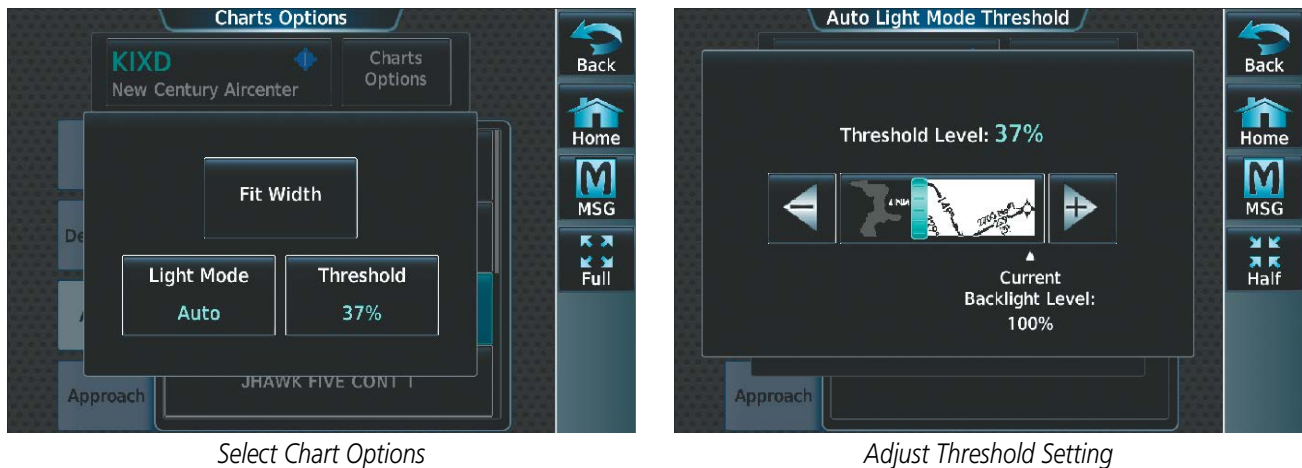 Charts Options
KIXD
New Century Aircenter
Charts
Options
Fit Width
De
Light Mode
Auto
Threshold
37%
JHAWK FIVE CONT 1
Approach
Back
Home
MSG
Full
Select Chart Options
Auto Light Mode Threshold
Threshold Level: 37%
Current
Backlight Level:
100%
Approach
Back
Home
MSG
Half
Adjust Threshold Setting